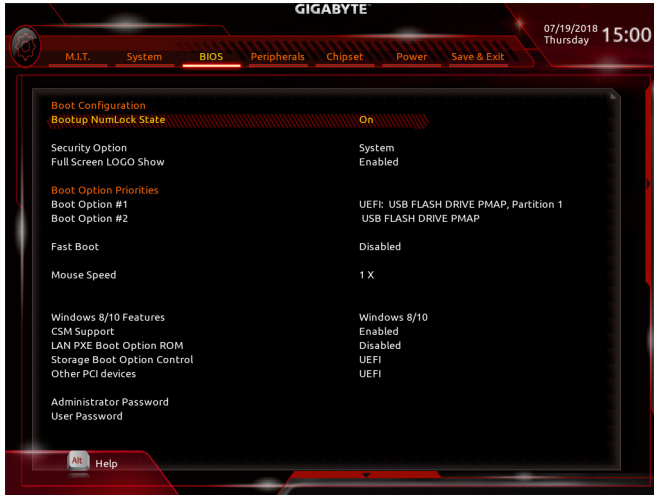 GIGABYTE™
07/19/2018
Thursday
15:00
M.I.T. System BIOS Peripherals Chipset Power Save & Exit
Boot Configuration
Bootup NumLock State On
Security Option System
Full Screen LOGO Show Enabled
Boot Option Priorities
Boot Option #1 UEFI: USB FLASH DRIVE PMAP, Partition 1
Boot Option #2 USB FLASH DRIVE PMAP
Fast Boot Disabled
Mouse Speed 1 X
Windows 8/10 Features Windows 8/10
CSM Support Enabled
LAN PXE Boot Option ROM Disabled
Storage Boot Option Control UEFI
Other PCI devices UEFI
Administrator Password
User Password
Alt Help